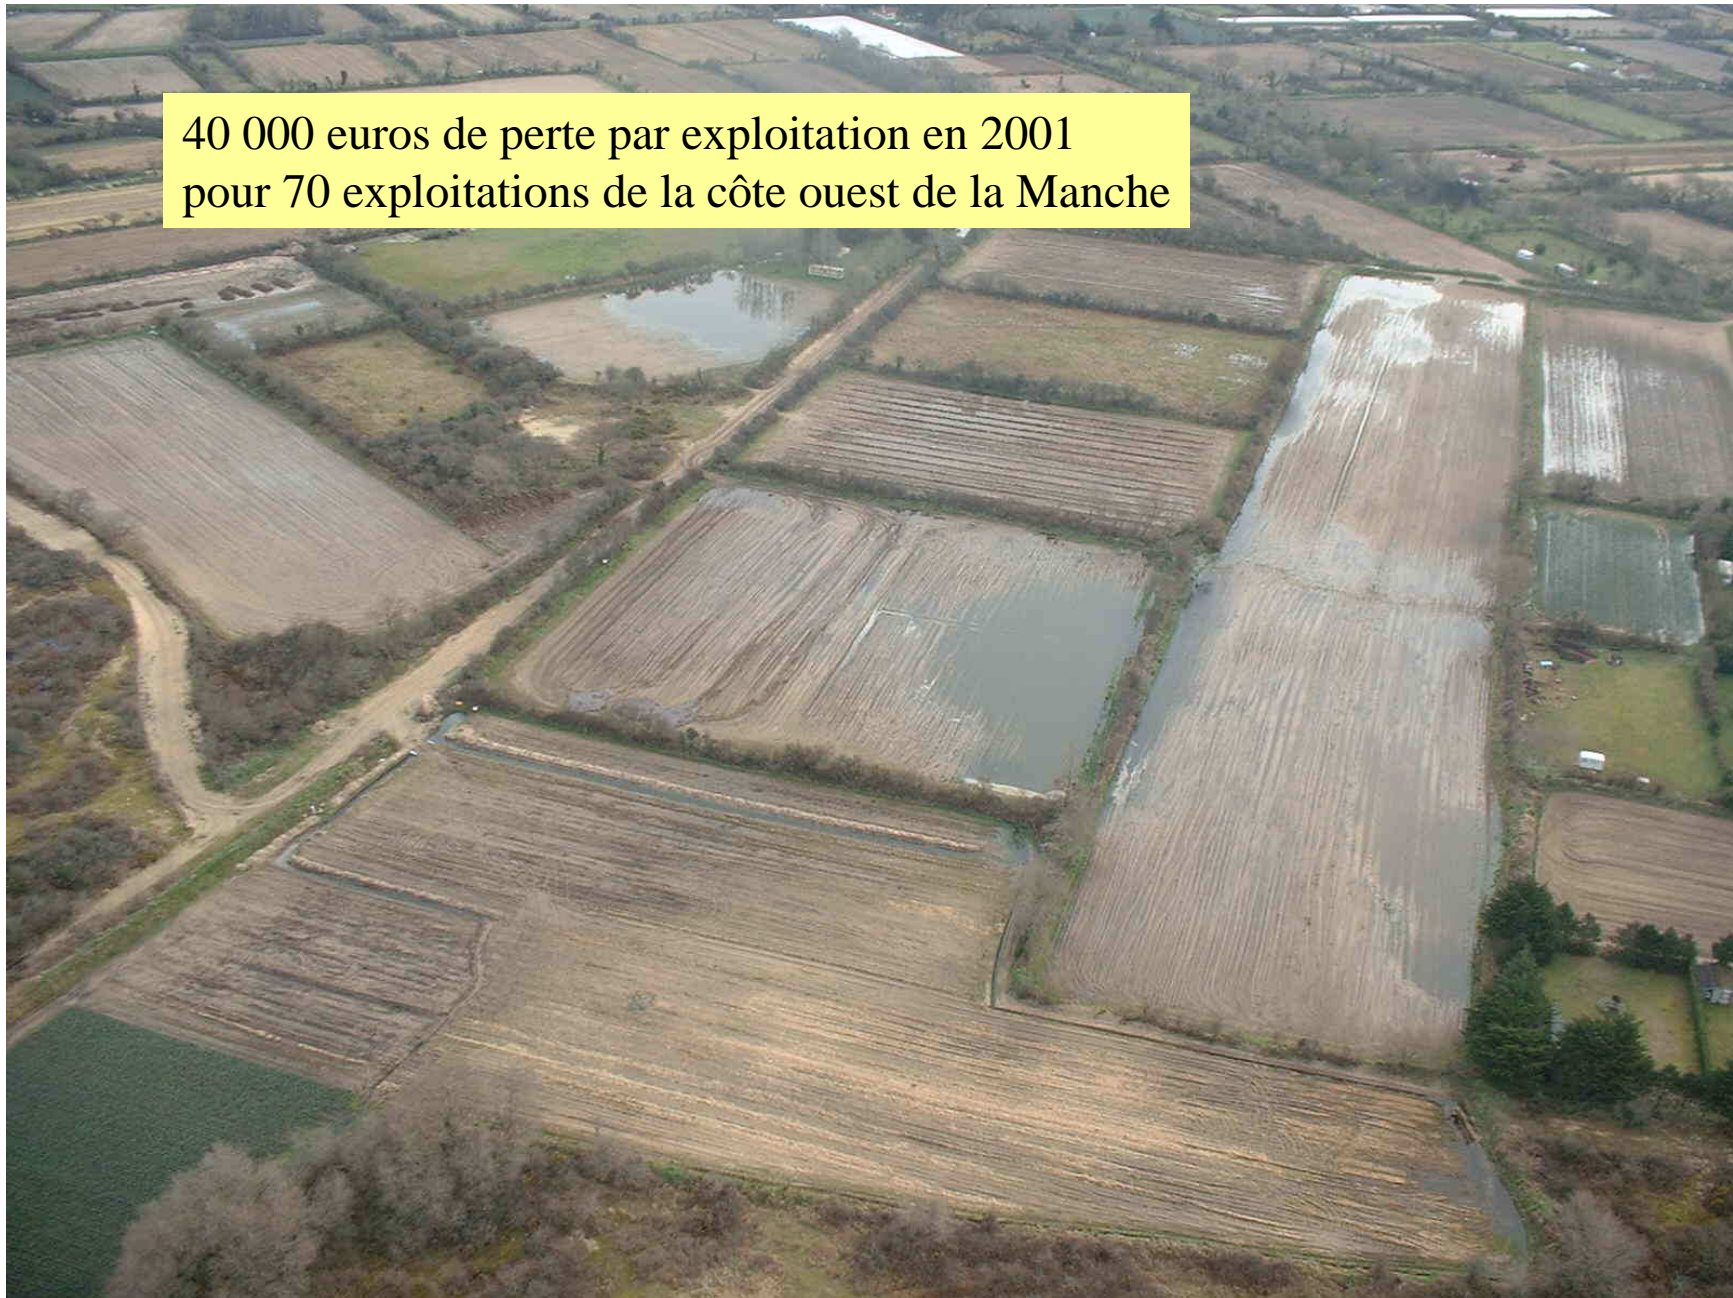 40 000 euros de perte par exploitation en 2001
pour 70 exploitations de la côte ouest de la Manche